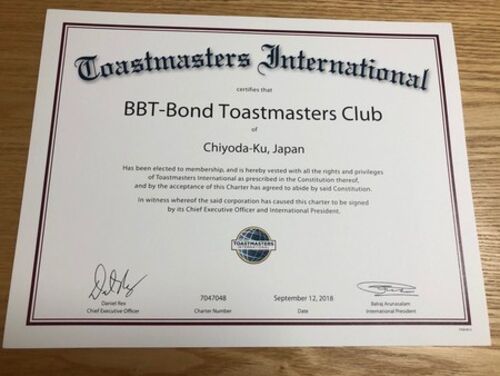 Toastmasters International
certifies that
BBT-Bond Toastmasters Club
of
Chiyoda-Ku, Japan
Has been elected to membership, and is hereby vested with all the rights and privileges
of Toastmasters International as prescribed in the Constitution thereof,
and by the acceptance of this Charter has agreed to abide by said Constitution.
In witness whereof the said corporation has caused this charter to be signed
by its Chief Executive Officer and International President.
TOASTMASTERS
INTERNATIONAL
Daniel Rex
Chief Executive Officer
7047048
Charter Number
September 12, 2018
Date
Balraj Arunasalam
International President